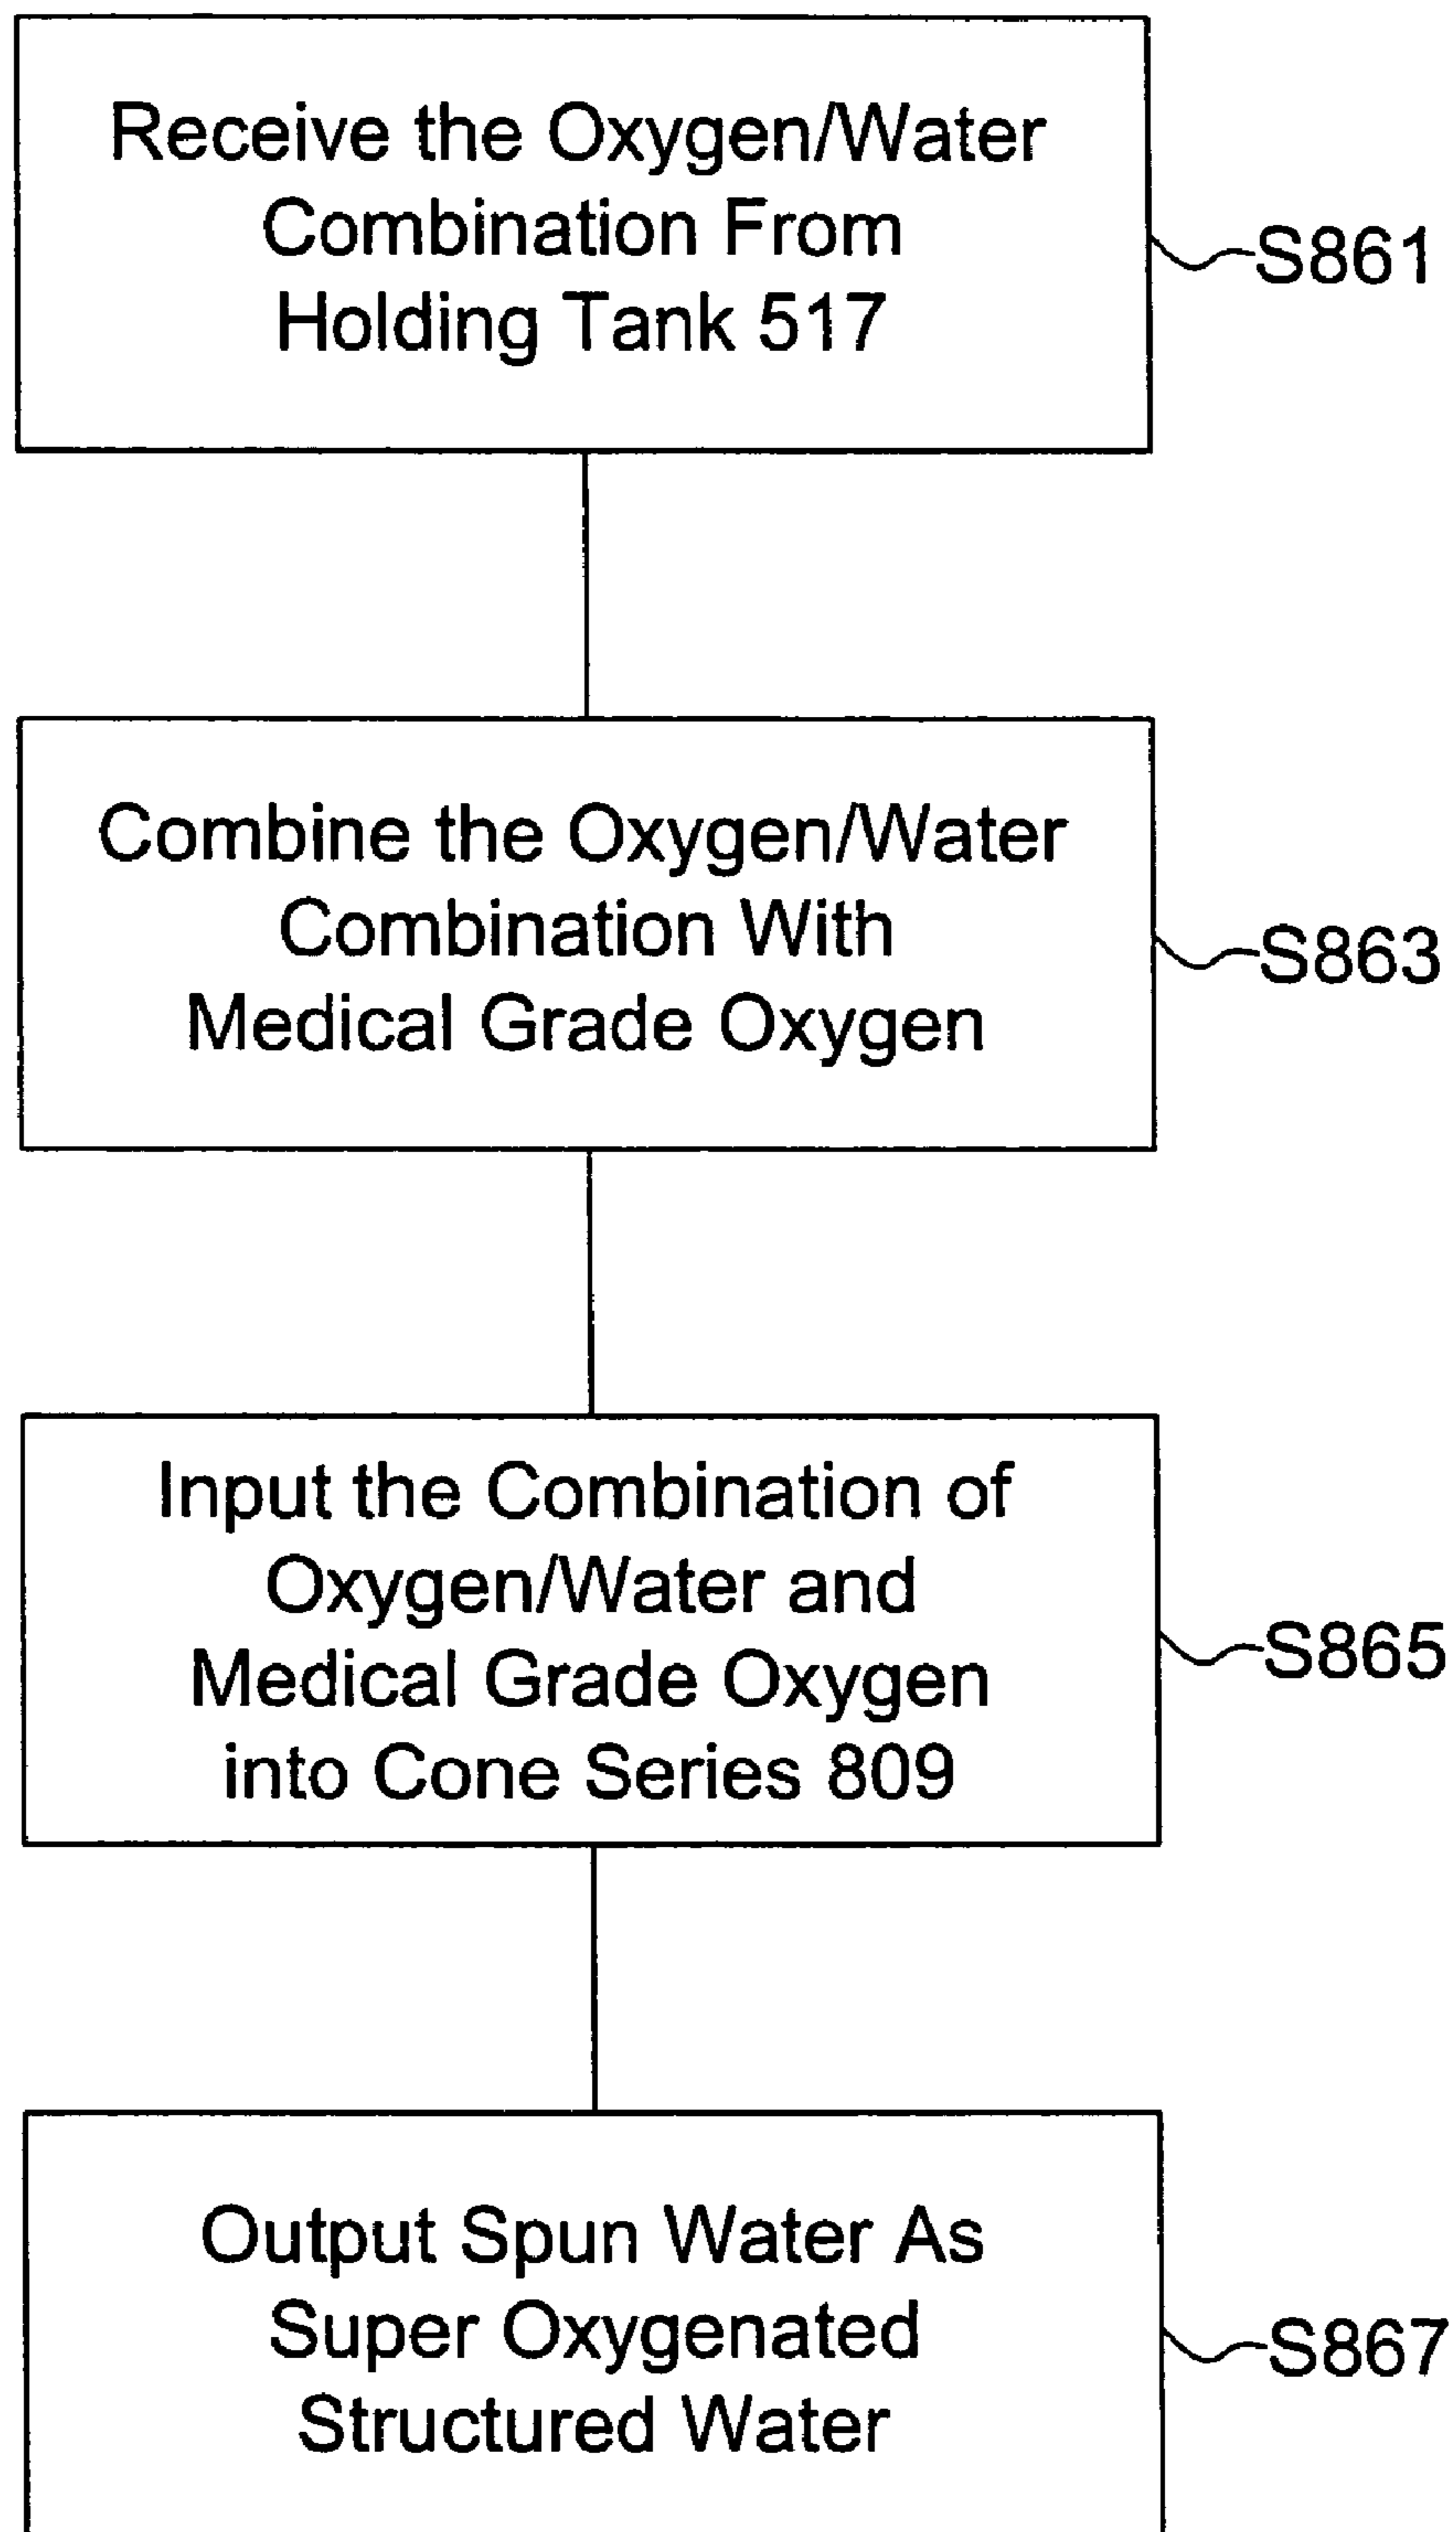 Receive the Oxygen/Water
Combination From
Holding Tank 517
S861
Combine the Oxygen/Water
Combination With
Medical Grade Oxygen
S863
Input the Combination of
Oxygen/Water and
Medical Grade Oxygen
into Cone Series 809
S865
Output Spun Water As
Super Oxygenated
Structured Water
S867